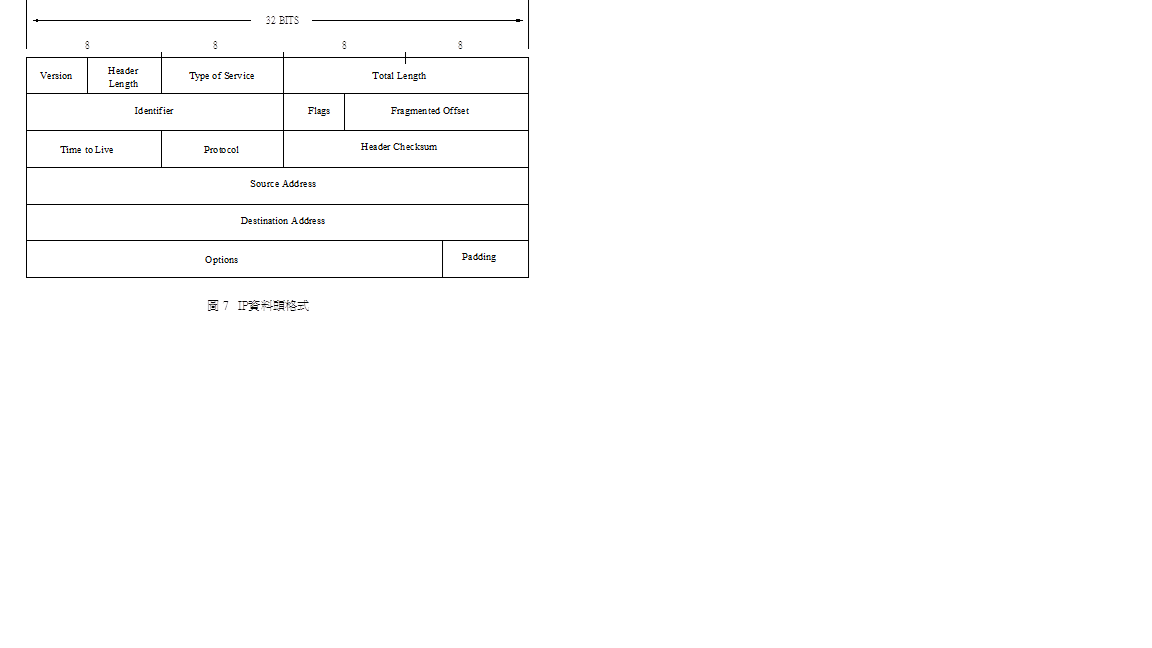 32 BITS
8 8 8 8
Version Header Length Type of Service Total Length
Identifier Flags Fragmented Offset
Time to Live Protocol Header Checksum
Source Address
Destination Address
Options Padding
圖 7 IP資料頭格式